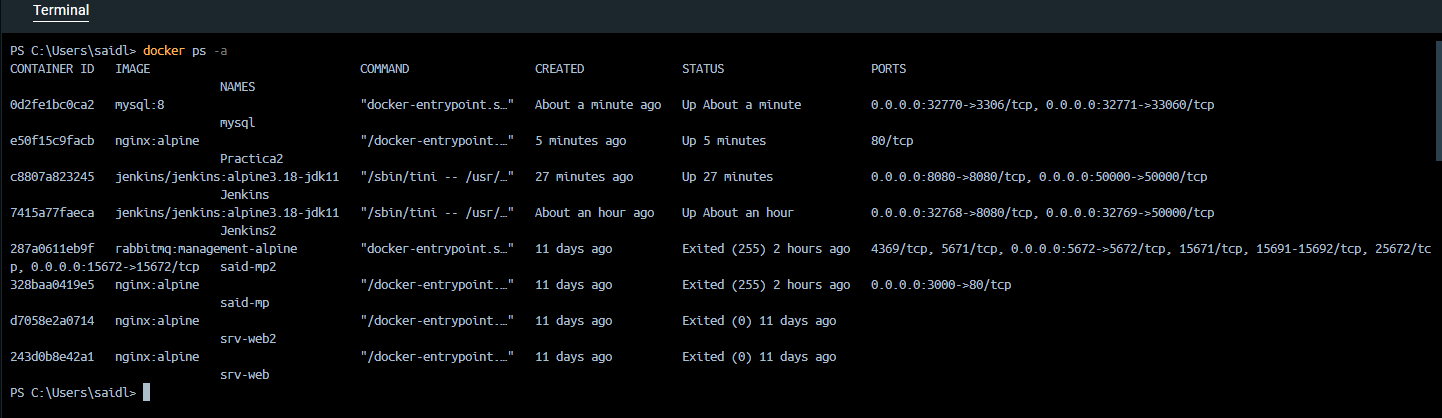 Terminal
PS C:\Users\saidl> docker ps -a
CONTAINER ID   IMAGE                              COMMAND                  CREATED              STATUS                     PORTS
                              NAMES
0d2fe1bc0ca2   mysql:8                            "docker-entrypoint.s…"   About a minute ago   Up About a minute          0.0.0.0:32770->3306/tcp, 0.0.0.0:32771->33060/tcp
                              mysql
e50f15c9facb   nginx:alpine                       "/docker-entrypoint.…"   5 minutes ago        Up 5 minutes               80/tcp
                              Practica2
c8807a823245   jenkins/jenkins:alpine3.18-jdk11   "/sbin/tini -- /usr/…"   27 minutes ago       Up 27 minutes              0.0.0.0:8080->8080/tcp, 0.0.0.0:50000->50000/tcp
                              Jenkins
7415a77faeca   jenkins/jenkins:alpine3.18-jdk11   "/sbin/tini -- /usr/…"   About an hour ago    Up About an hour           0.0.0.0:32768->8080/tcp, 0.0.0.0:32769->50000/tcp
                              Jenkins2
287a0611eb9f   rabbitmq:management-alpine         "docker-entrypoint.s…"   11 days ago          Exited (255) 2 hours ago   4369/tcp, 5671/tcp, 0.0.0.0:5672->5672/tcp, 15671/tcp, 15691-15692/tcp, 25672/tc
p, 0.0.0.0:15672->15672/tcp   said-mp2
328baa0419e5   nginx:alpine                       "/docker-entrypoint.…"   11 days ago          Exited (255) 2 hours ago   0.0.0.0:3000->80/tcp
                              said-mp
d7058e2a0714   nginx:alpine                       "/docker-entrypoint.…"   11 days ago          Exited (0) 11 days ago
                              srv-web2
243d0b8e42a1   nginx:alpine                       "/docker-entrypoint.…"   11 days ago          Exited (0) 11 days ago
                              srv-web
PS C:\Users\saidl>